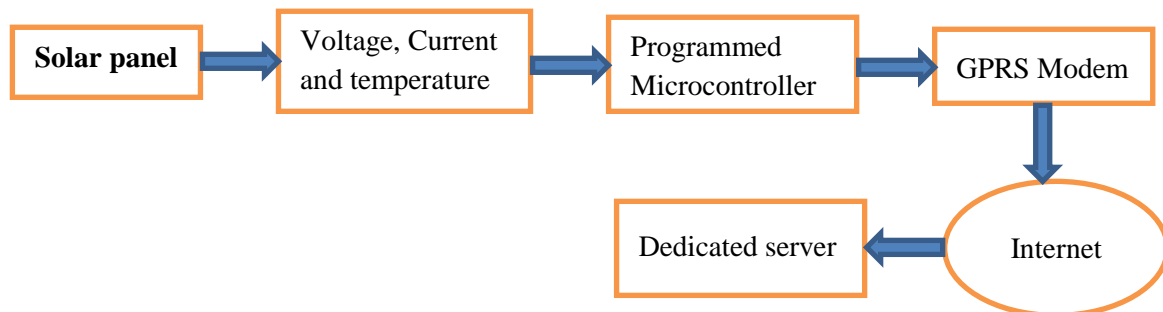 Solar panel
Voltage, Current
and temperature
Programmed
Microcontroller
GPRS Modem
Internet
Dedicated server